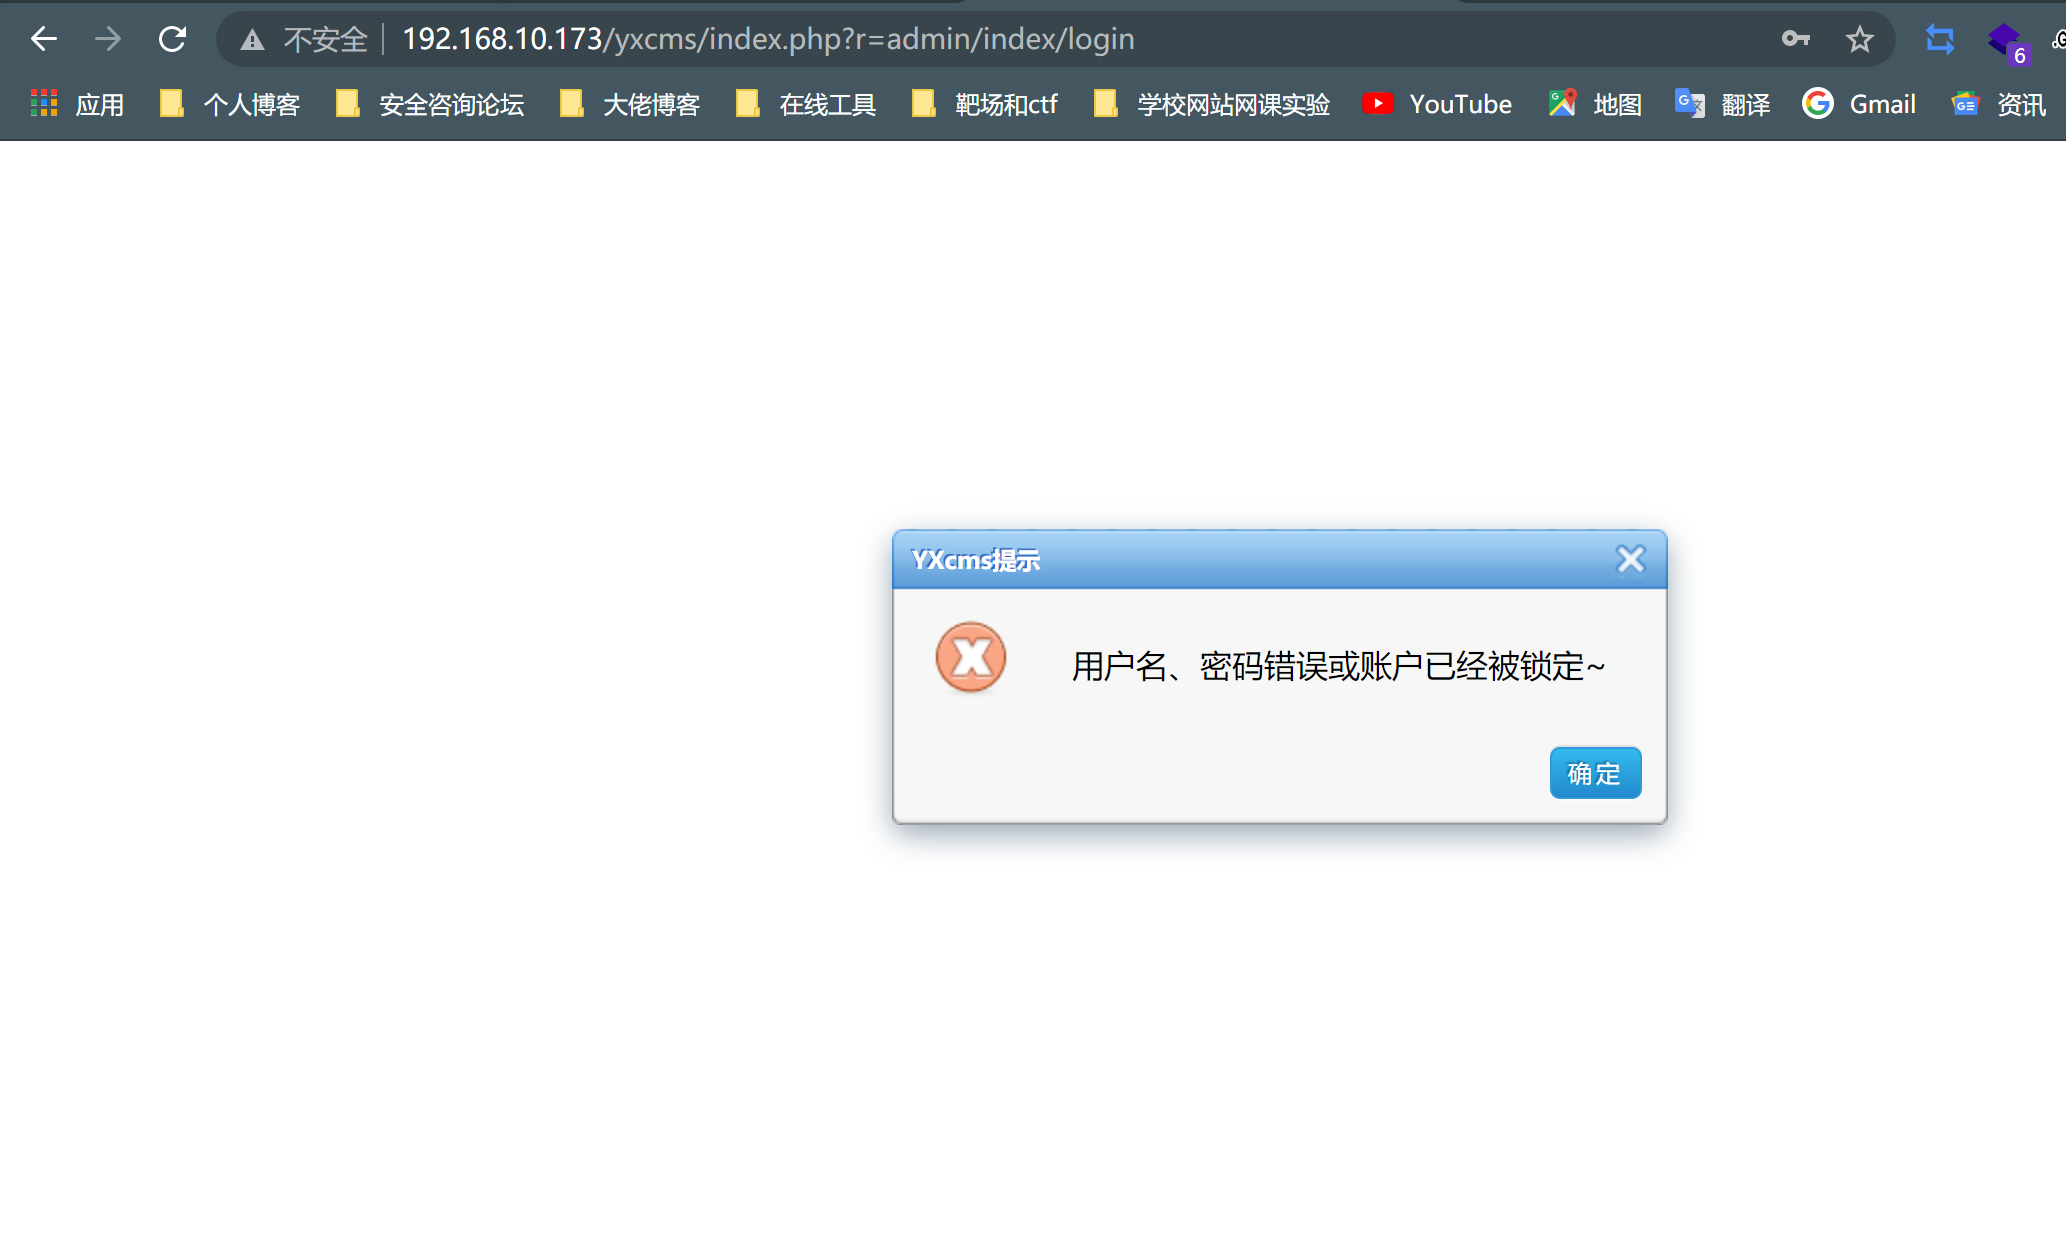 不安全 192.168.10.173/yxcms/index.php?r=admin/index/login
6
应用 个人博客 安全咨询论坛 大佬博客 在线工具 靶场和ctf 学校网站网课实验 YouTube 地图 翻译 Gmail 资讯
YXcms提示
用户名、密码错误或账户已经被锁定~
确定